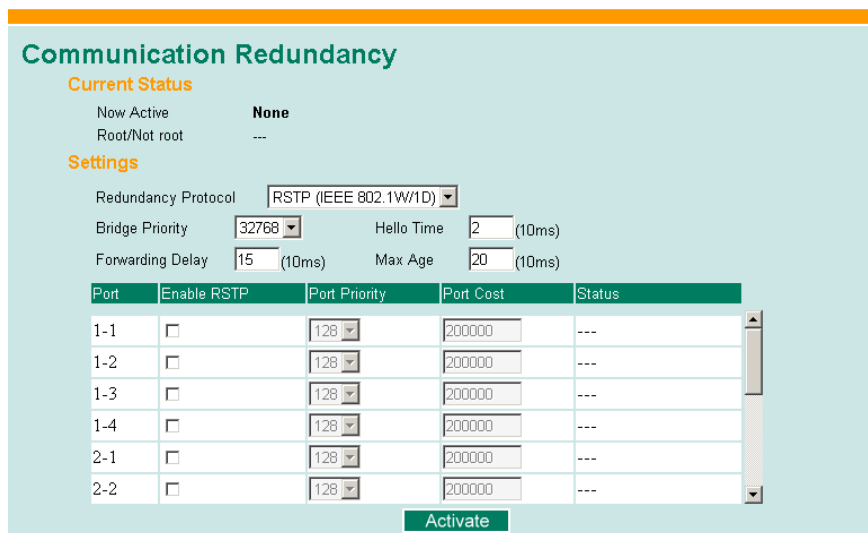 Communication Redundancy
Current Status
Now Active None
Root/Not root ---
Settings
Redundancy Protocol RSTP (IEEE 802.1W/1D)
Bridge Priority 32768 Hello Time 2 (10ms)
Forwarding Delay 15 (10ms) Max Age 20 (10ms)
Port Enable RSTP Port Priority Port Cost Status
1-1 128 200000 ---
1-2 128 200000 ---
1-3 128 200000 ---
1-4 128 200000 ---
2-1 128 200000 ---
2-2 128 200000 ---
Activate